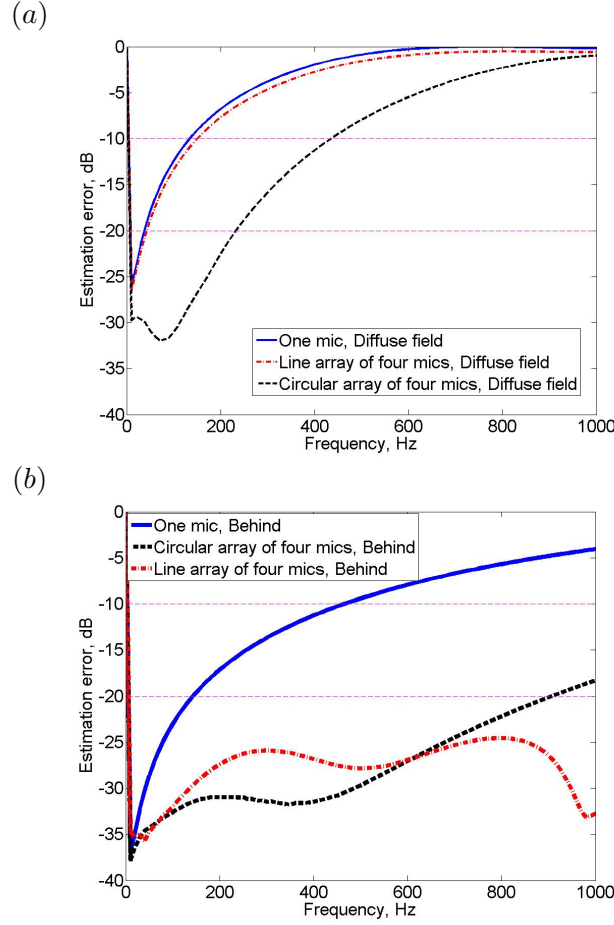 (a)
0
-5
-10
-15
-20
-25
-30
-35
-40
Estimation error, dB
One mic, Diffuse field
Line array of four mics, Diffuse field
Circular array of four mics, Diffuse field
0 200 400 600 800 1000
Frequency, Hz
(b)
0
-5
-10
-15
-20
-25
-30
-35
-40
Estimation error, dB
One mic, Behind
Circular array of four mics, Behind
Line array of four mics, Behind
0 200 400 600 800 1000
Frequency, Hz